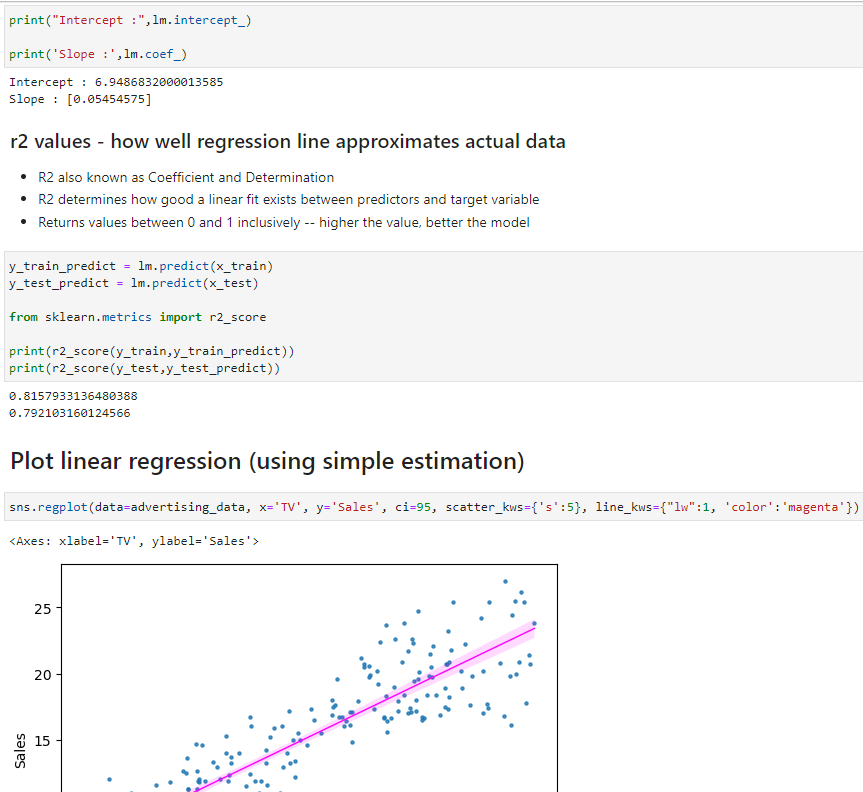 print("Intercept :",lm.intercept_)
print('Slope :',lm.coef_)
Intercept : 6.9486832000013585
Slope : [0.05454575]
r2 values - how well regression line approximates actual data
• R2 also known as Coefficient and Determination
• R2 determines how good a linear fit exists between predictors and target variable
• Returns values between 0 and 1 inclusively -- higher the value, better the model
y_train_predict = lm.predict(x_train)
y_test_predict = lm.predict(x_test)
from sklearn.metrics import r2_score
print(r2_score(y_train,y_train_predict))
print(r2_score(y_test,y_test_predict))
0.8157933136480388
0.792103160124566
Plot linear regression (using simple estimation)
sns.regplot(data=advertising_data, x='TV', y='Sales', ci=95, scatter_kws={'s':5}, line_kws={"lw":1, 'color':'magenta'})
<Axes: xlabel='TV', ylabel='Sales'>
25
20
15
Sales